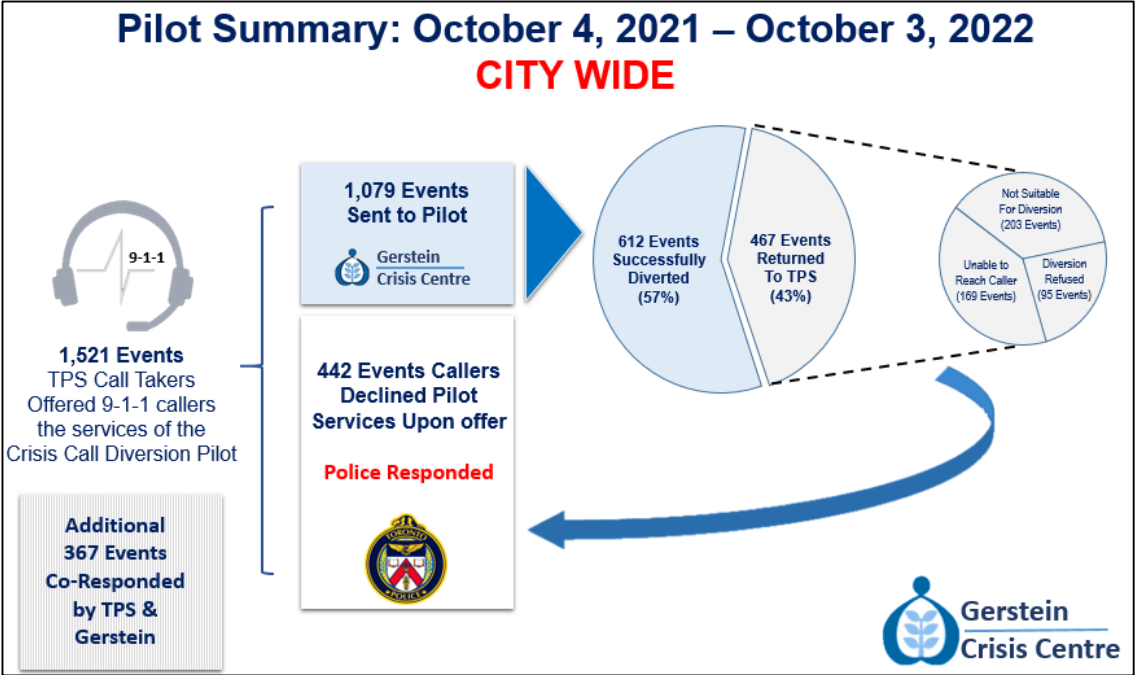 Pilot Summary: October 4, 2021 – October 3, 2022
CITY WIDE
9-1-1
1,521 Events
TPS Call Takers
Offered 9-1-1 callers
the services of the
Crisis Call Diversion Pilot
Additional
367 Events
Co-Responded
by TPS &
Gerstein
1,079 Events
Sent to Pilot
Gerstein
Crisis Centre
442 Events Callers
Declined Pilot
Services Upon offer
Police Responded
TORONTO
POLICE
612 Events
Successfully
Diverted
(57%)
467 Events
Returned
To TPS
(43%)
Not Suitable
For Diversion
(203 Events)
Unable to
Reach Caller
(169 Events)
Diversion
Refused
(95 Events)
Gerstein
Crisis Centre